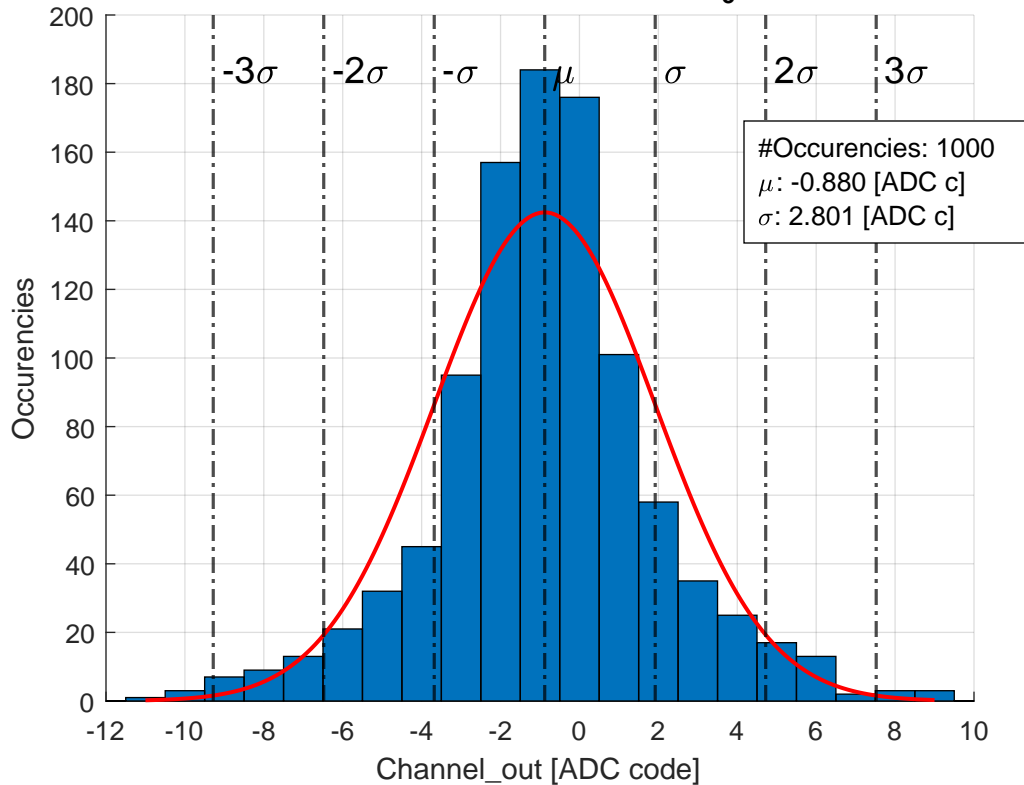 200
180
160
140
120
100
80
60
40
20
0
Occurencies
-3σ -2σ -σ μ σ 2σ 3σ
#Occurencies: 1000
μ: -0.880 [ADC c]
σ: 2.801 [ADC c]
-12 -10 -8 -6 -4 -2 0 2 4 6 8 10
Channel_out [ADC code]